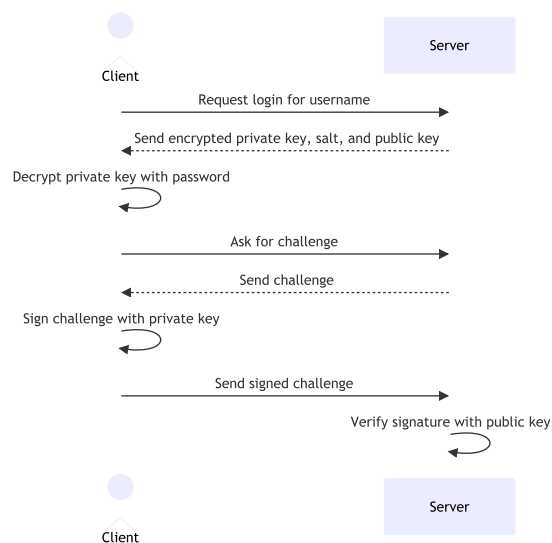 Server
Client
Request login for username
Send encrypted private key, salt, and public key
Decrypt private key with password
Ask for challenge
Send challenge
Sign challenge with private key
Send signed challenge
Verify signature with public key
Server
Client